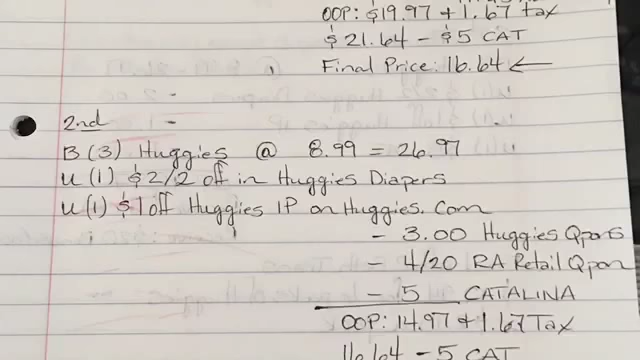 OOP: $19.97 + 1.67 Tax
$21.64 - $5 CAT
Final Price: 16.64 ←
2nd
B (3) Huggies @ 8.99 = 26.97
U (1) $2/2 off in Huggies Diapers
U (1) $1 off Huggies IP on Huggies. Com
- 3.00 Huggies Qpons
- 4/20 RA Retail Qpon
- 5 CATALINA
OOP: 14.97 + 1.67 Tax
16.64 - 5 CAT